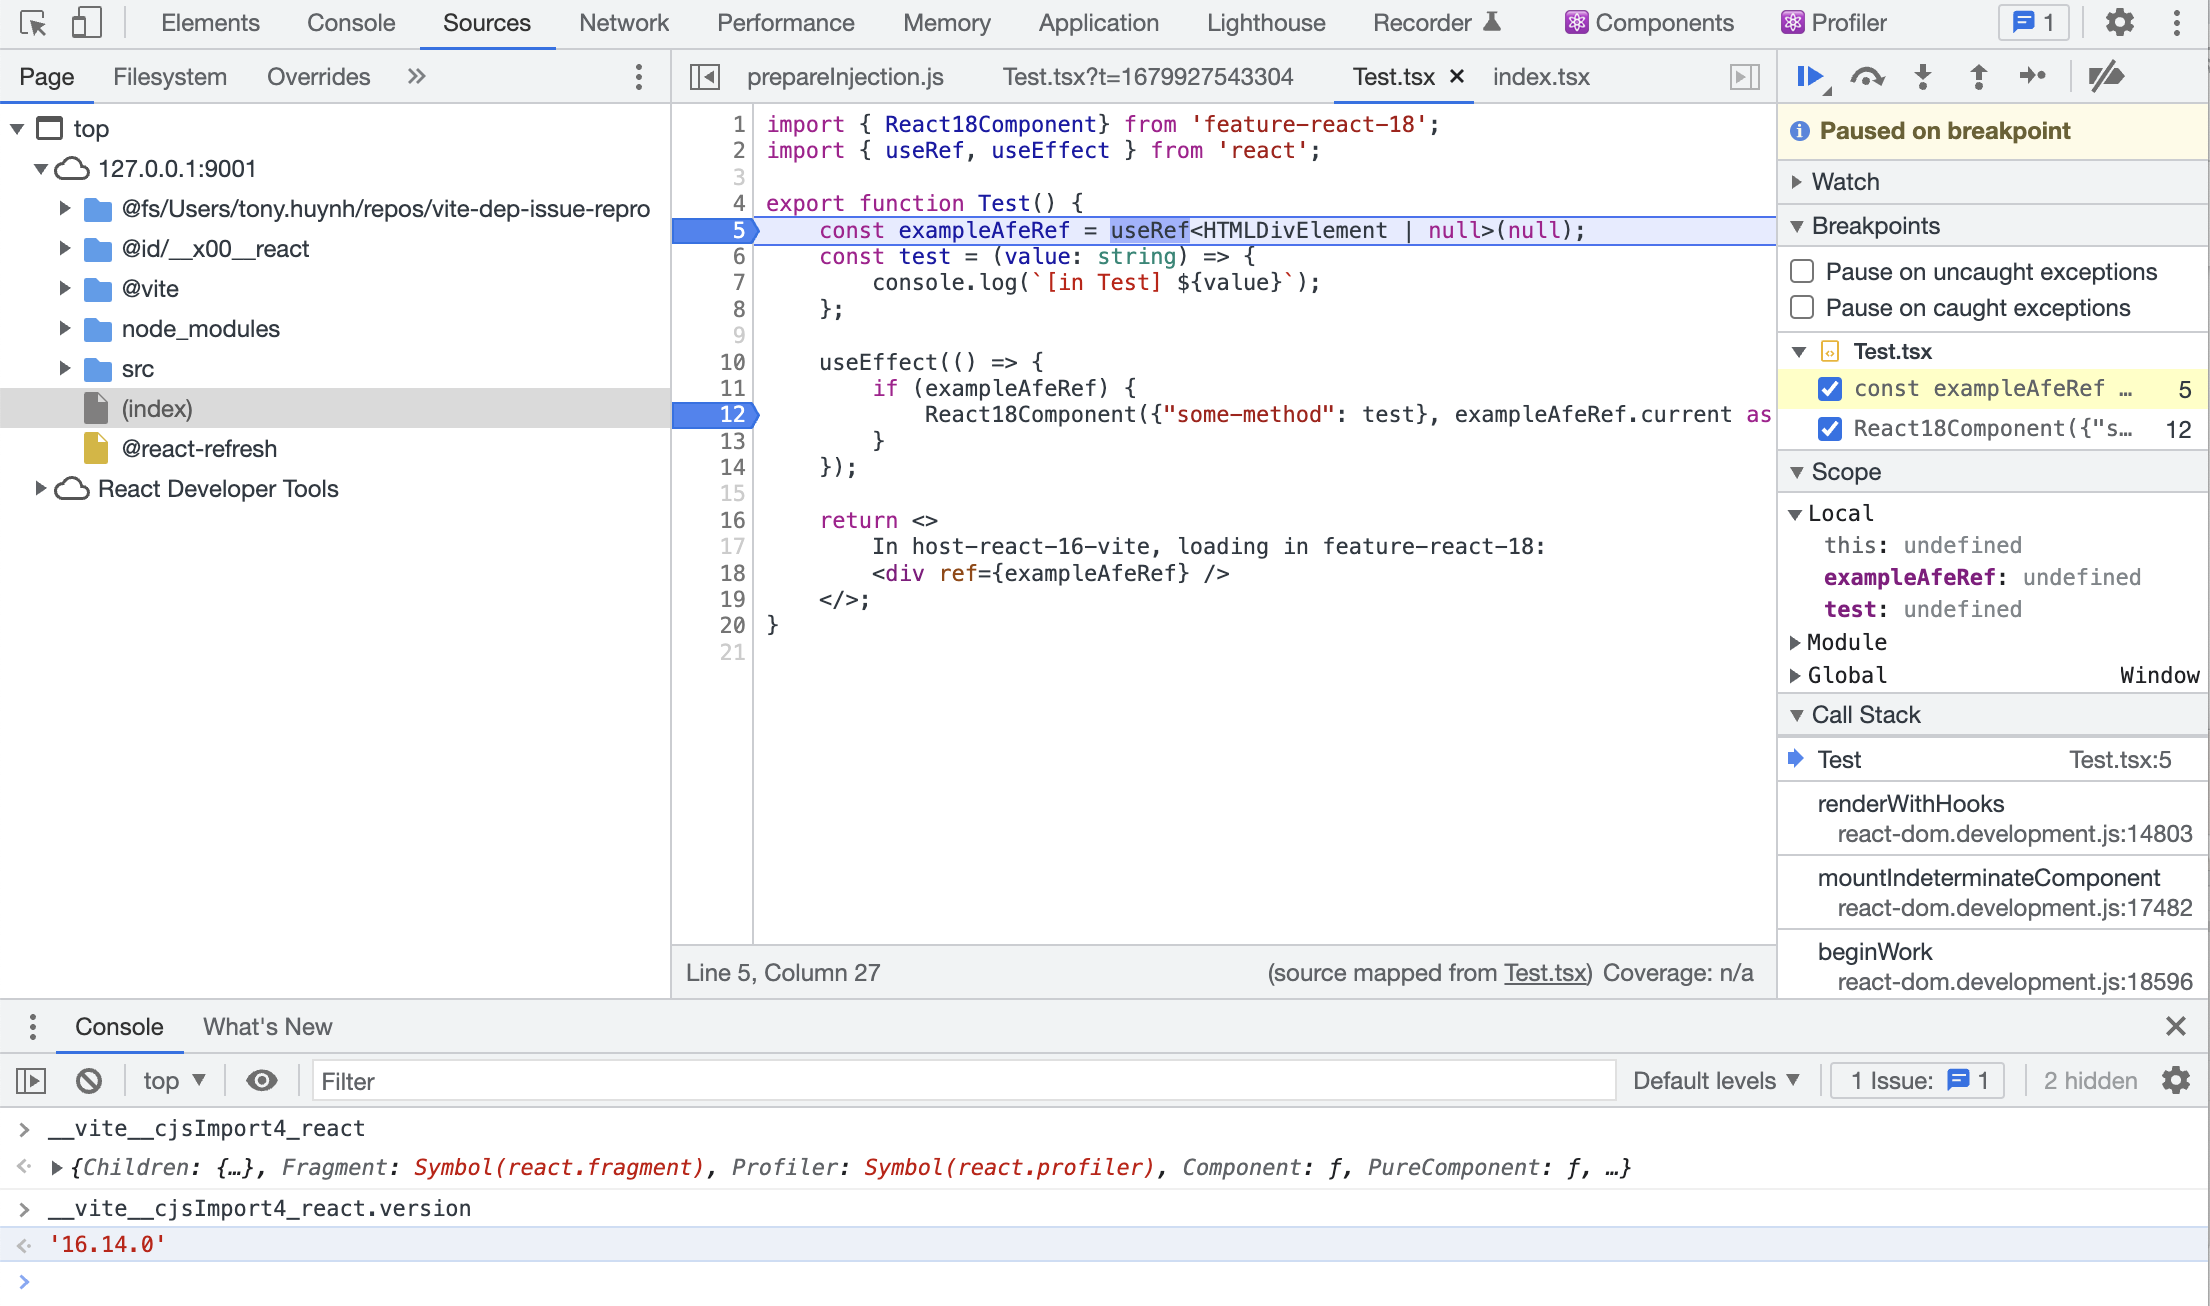 Elements Console Sources Network Performance Memory Application Lighthouse Recorder Components Profiler 1
Page Filesystem Overrides »
prepareInjection.js Test.tsx?t=1679927543304 Test.tsx × index.tsx
top
127.0.0.1:9001
@fs/Users/tony.huynh/repos/vite-dep-issue-repro
@id/__x00__react
@vite
node_modules
src
(index)
@react-refresh
React Developer Tools
1 import { React18Component} from 'feature-react-18';
2 import { useRef, useEffect } from 'react';
3
4 export function Test() {
5 const exampleAfeRef = useRef<HTMLDivElement | null>(null);
6 const test = (value: string) => {
7 console.log(`[in Test] ${value}`);
8 };
9
10 useEffect(() => {
11 if (exampleAfeRef) {
12 React18Component({"some-method": test}, exampleAfeRef.current as
13 }
14 });
15
16 return <>
17 In host-react-16-vite, loading in feature-react-18:
18 <div ref={exampleAfeRef} />
19 </>;
20 }
21
Line 5, Column 27 (source mapped from Test.tsx) Coverage: n/a
Paused on breakpoint
Watch
Breakpoints
Pause on uncaught exceptions
Pause on caught exceptions
Test.tsx
const exampleAfeRef … 5
React18Component({"s… 12
Scope
Local
this: undefined
exampleAfeRef: undefined
test: undefined
Module
Global Window
Call Stack
Test Test.tsx:5
renderWithHooks
react-dom.development.js:14803
mountIndeterminateComponent
react-dom.development.js:17482
beginWork
react-dom.development.js:18596
Console What's New
top Filter Default levels 1 Issue: 1 2 hidden
> __vite__cjsImport4_react
{Children: {…}, Fragment: Symbol(react.fragment), Profiler: Symbol(react.profiler), Component: ƒ, PureComponent: ƒ, …}
> __vite__cjsImport4_react.version
'16.14.0'
>